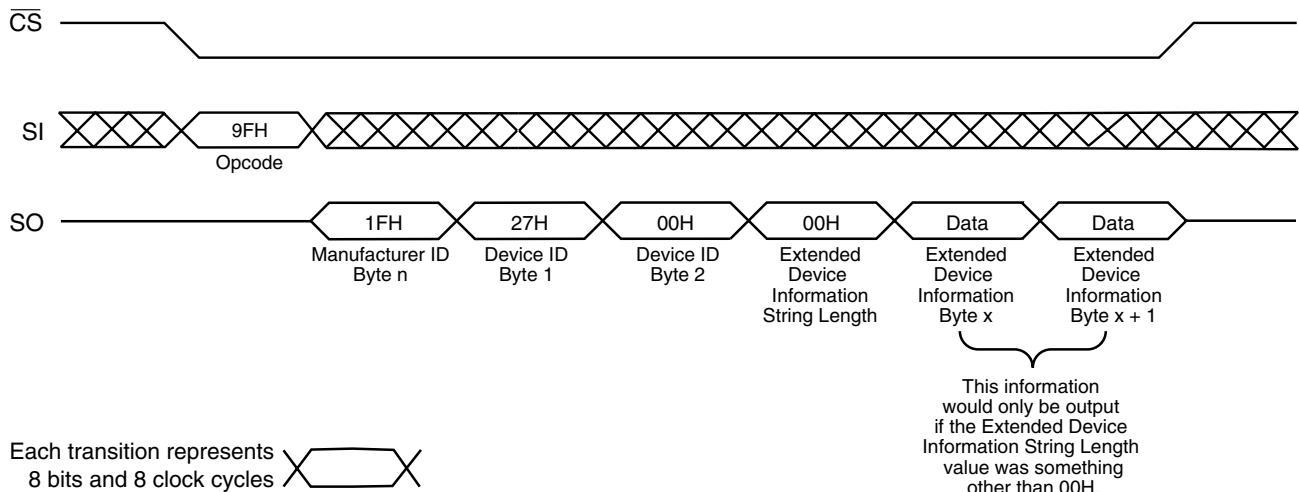 CS
SI
9FH
Opcode
SO
1FH
27H
00H
00H
Data
Data
Manufacturer ID
Byte n
Device ID
Byte 1
Device ID
Byte 2
Extended
Device
Information
String Length
Extended
Device
Information
Byte x
Extended
Device
Information
Byte x + 1
This information
would only be output
if the Extended Device
Information String Length
value was something
other than 00H
Each transition represents
8 bits and 8 clock cycles